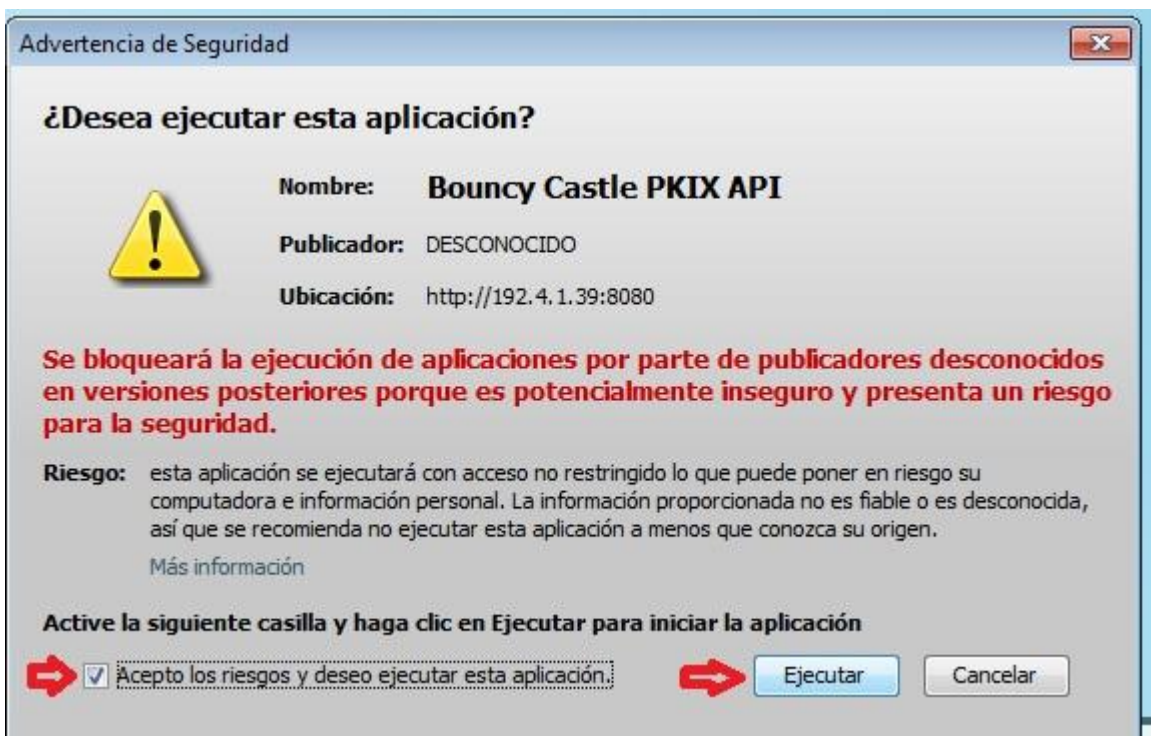 Advertencia de Seguridad
¿Desea ejecutar esta aplicación?
Nombre: Bouncy Castle PKIX API
Publicador: DESCONOCIDO
Ubicación: http://192.4.1.39:8080
Se bloqueará la ejecución de aplicaciones por parte de publicadores desconocidos
en versiones posteriores porque es potencialmente inseguro y presenta un riesgo
para la seguridad.
Riesgo: esta aplicación se ejecutará con acceso no restringido lo que puede poner en riesgo su
computadora e información personal. La información proporcionada no es fiable o es desconocida,
así que se recomienda no ejecutar esta aplicación a menos que conozca su origen.
Más información
Active la siguiente casilla y haga clic en Ejecutar para iniciar la aplicación
Acepto los riesgos y deseo ejecutar esta aplicación. Ejecutar Cancelar